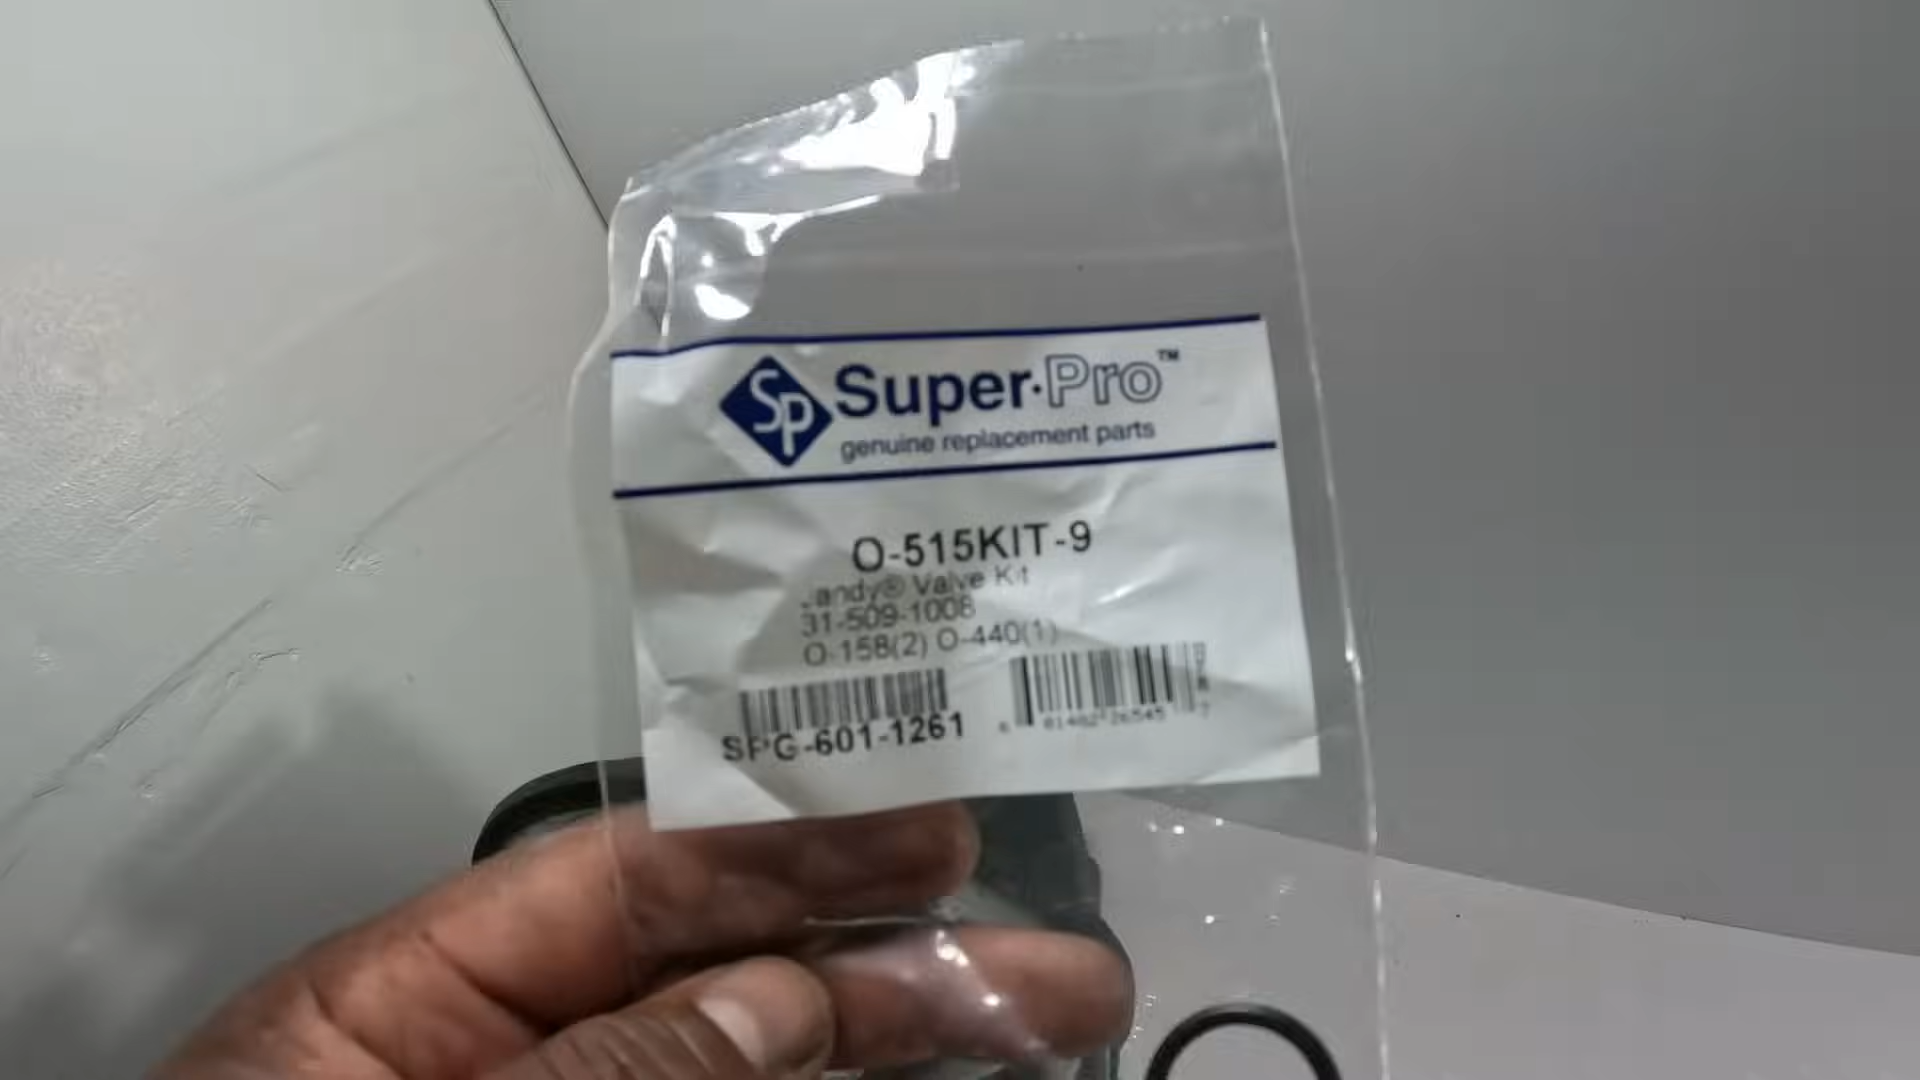 SP Super·Pro™
genuine replacement parts
O-515KIT-9
Jandy® Valve Kit
31-509-1008
O-158(2) O-440(1)
SPG-601-1261